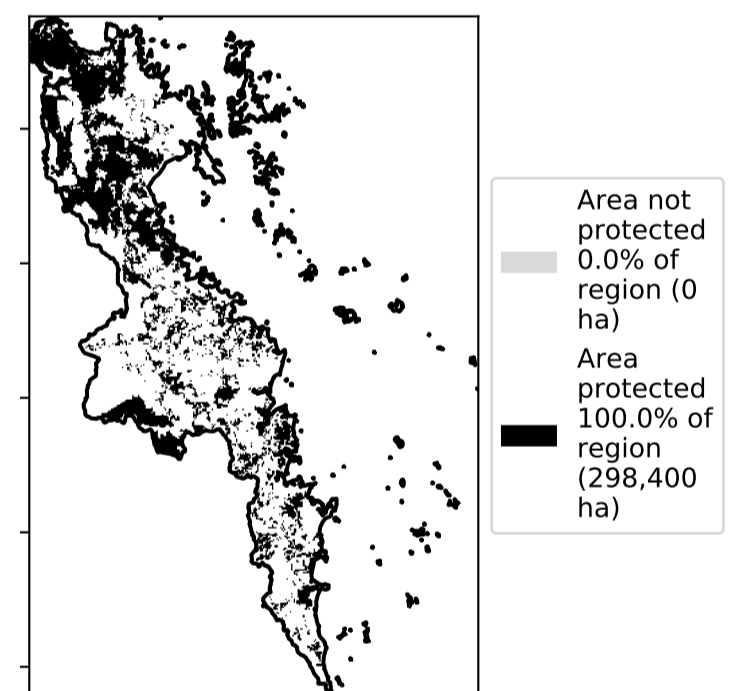 Area not
protected
0.0% of
region (0
ha)
Area
protected
100.0% of
region
(298,400
ha)